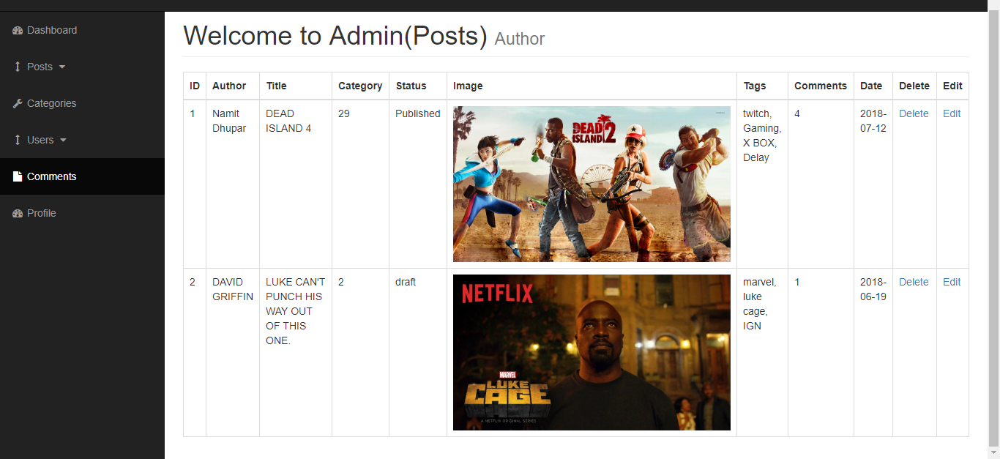 Dashboard
Posts
Categories
Users
Comments
Profile
Welcome to Admin(Posts) Author
ID Author Title Category Status Image Tags Comments Date Delete Edit
1 Namit DEAD 29 Published twitch, 4 2018- Delete Edit
Dhupar ISLAND 4 Gaming, 07-12
X BOX,
Delay
DEAD
ISLAND 2
2 DAVID LUKE CAN'T 2 draft marvel, 1 2018- Delete Edit
GRIFFIN PUNCH HIS luke 06-19
WAY OUT cage,
OF THIS IGN
ONE.
NETFLIX
MARVEL
LUKE
CAGE
A NETFLIX ORIGINAL SERIES